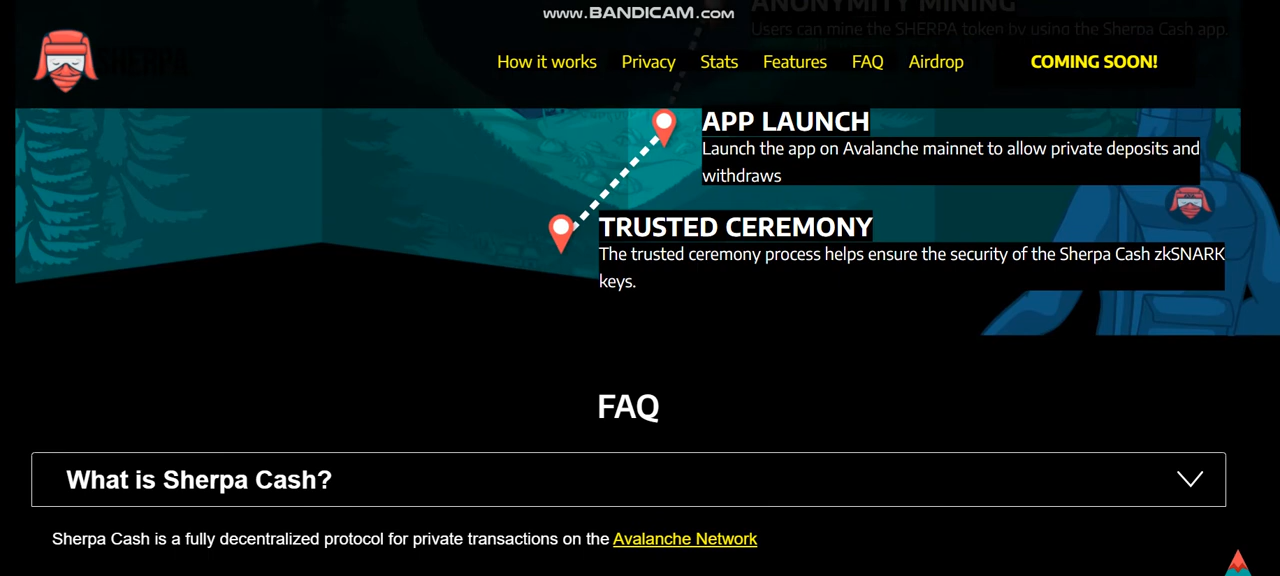 www.BANDICAM.com
ANONYMITY MINING
Users can mine the SHERPA token by using the Sherpa Cash app.
SHERPA
How it works Privacy Stats Features FAQ Airdrop COMING SOON!
APP LAUNCH
Launch the app on Avalanche mainnet to allow private deposits and
withdraws
TRUSTED CEREMONY
The trusted ceremony process helps ensure the security of the Sherpa Cash zkSNARK
keys.
FAQ
What is Sherpa Cash?
Sherpa Cash is a fully decentralized protocol for private transactions on the Avalanche Network